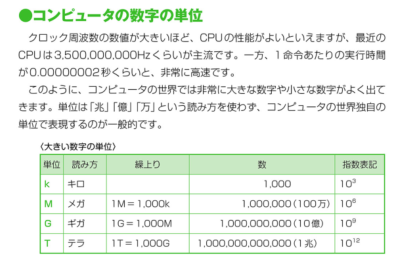 ●コンピュータの数字の単位
クロック周波数の数値が大きいほど、CPUの性能がよいといえますが、最近の
CPUは3,500,000,000Hzくらいが主流です。一方、1命令あたりの実行時間
が0.00000002秒くらいと、非常に高速です。
このように、コンピュータの世界では非常に大きな数字や小さな数字がよく出て
きます。単位は「兆」「億」「万」という読み方を使わず、コンピュータの世界独自の
単位で表現するのが一般的です。
〈大きい数字の単位〉
単位 読み方 繰上り 数 指数表記
k キロ 1,000 10³
M メガ 1M=1,000k 1,000,000(100万) 10⁶
G ギガ 1G=1,000M 1,000,000,000(10億) 10⁹
T テラ 1T=1,000G 1,000,000,000,000(1兆) 10¹²